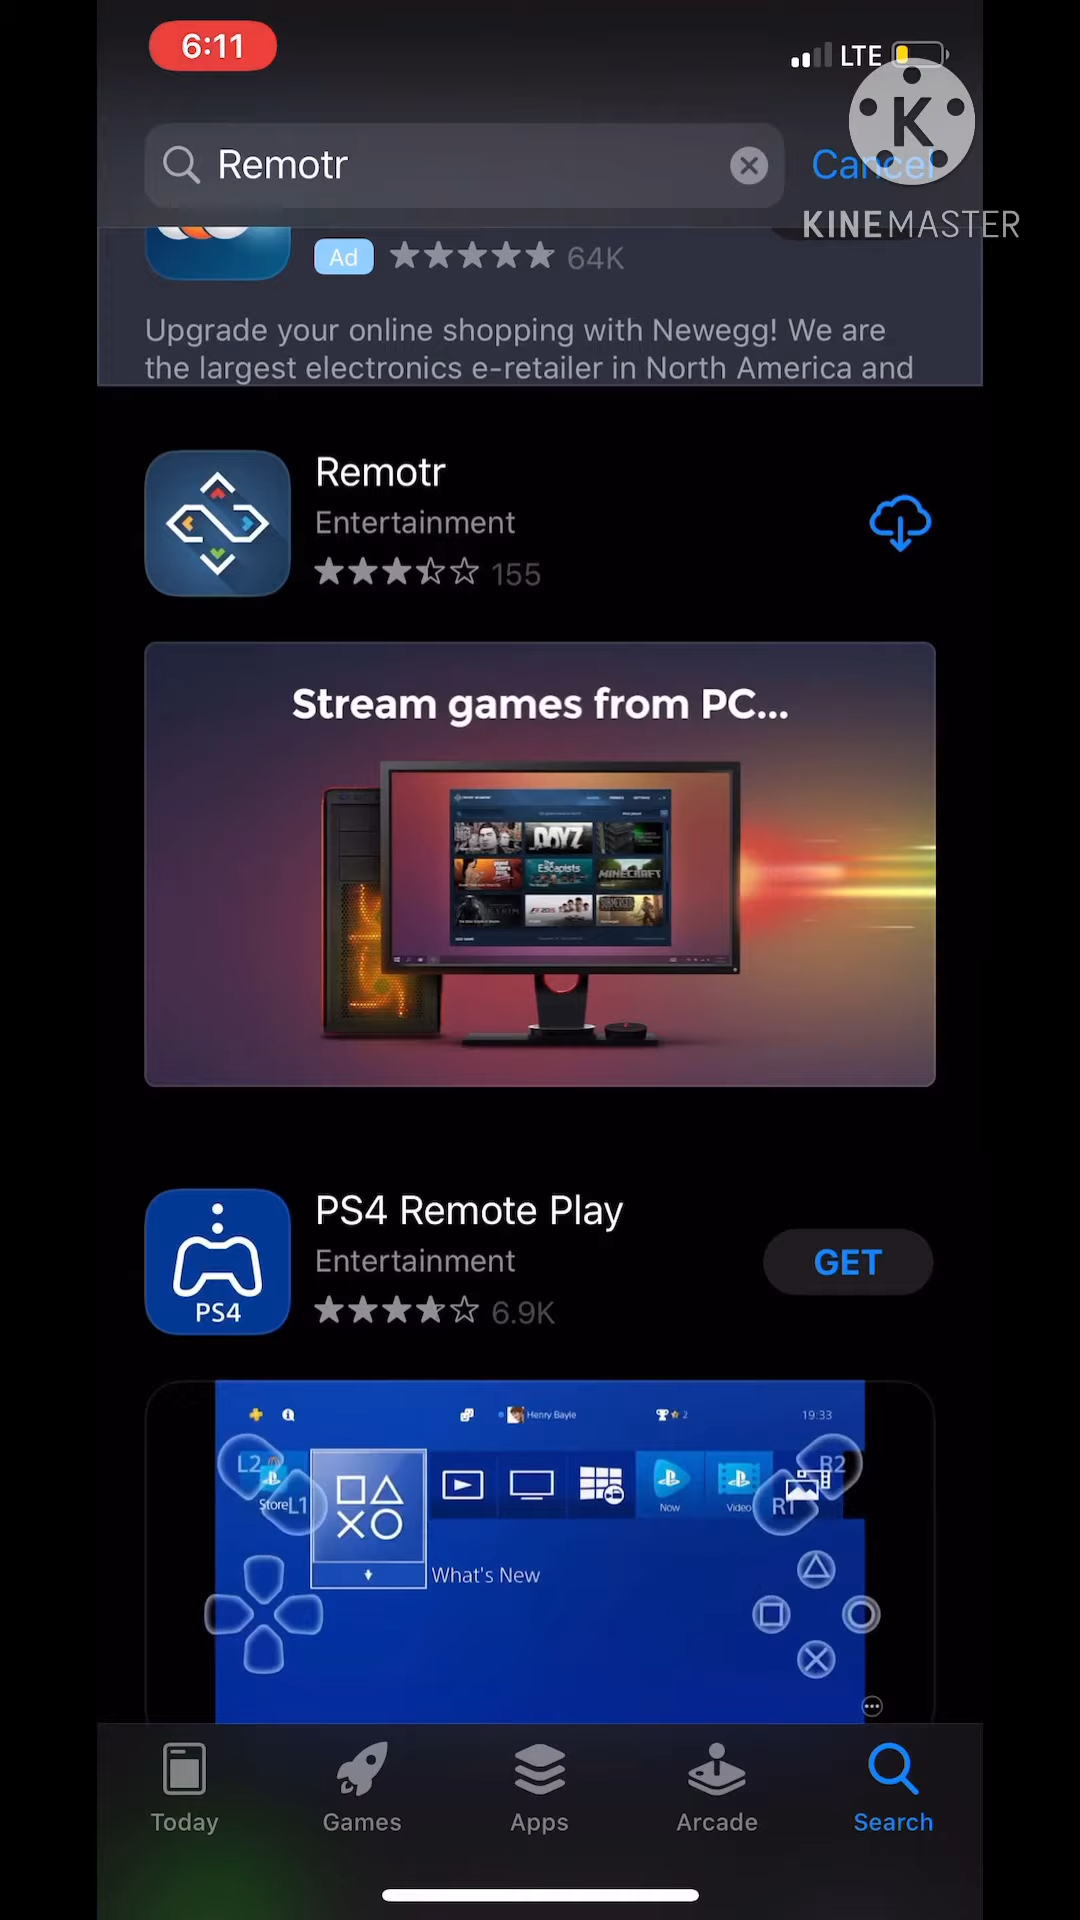 6:11
LTE
K
KINEMASTER
Remotr
Cancel
Ad
64K
Upgrade your online shopping with Newegg! We are
the largest electronics e-retailer in North America and
Remotr
Entertainment
155
Stream games from PC...
DAYZ
The Escapists
MINECRAFT
PS4 Remote Play
Entertainment
6.9K
GET
PS4
Henry Bayle
2
19:33
L2
R2
Store
L1
Now
Video
R1
What's New
Today
Games
Apps
Arcade
Search